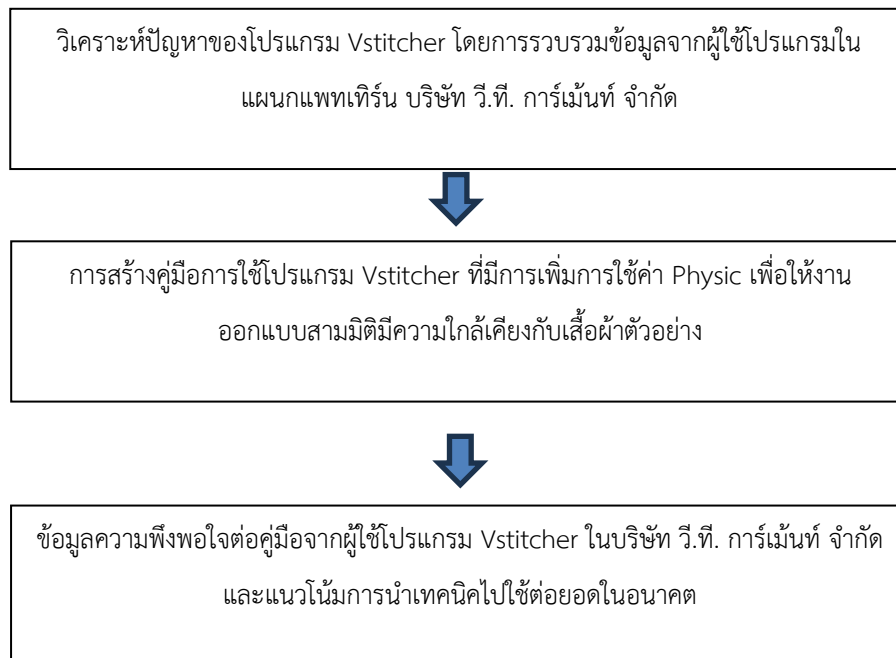 วิเคราะห์ปัญหาของโปรแกรม Vstitcher โดยการรวบรวมข้อมูลจากผู้ใช้โปรแกรมใน
แผนกแพทเทิร์น บริษัท วี.ที. การ์เม้นท์ จำกัด
การสร้างคู่มือการใช้โปรแกรม Vstitcher ที่มีการเพิ่มการใช้ค่า Physic เพื่อให้งาน
ออกแบบสามมิติมีความใกล้เคียงกับเสื้อผ้าตัวอย่าง
ข้อมูลความพึงพอใจต่อคู่มือจากผู้ใช้โปรแกรม Vstitcher ในบริษัท วี.ที. การ์เม้นท์ จำกัด
และแนวโน้มการนำเทคนิคไปใช้ต่อยอดในอนาคต